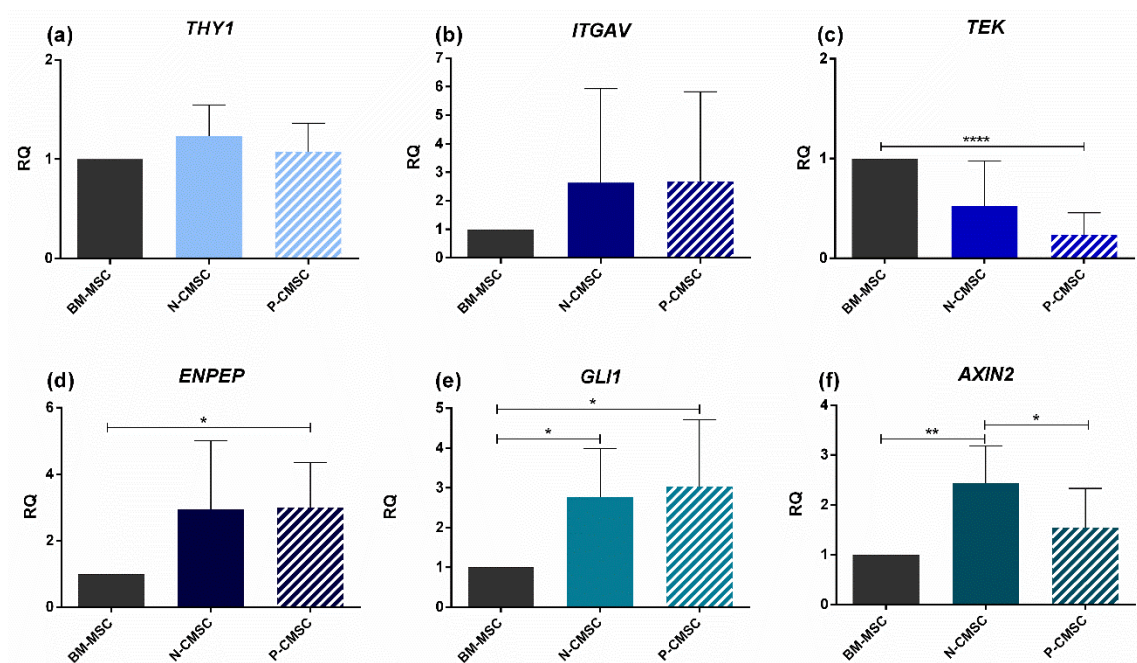 (a) THY1
2
1
0
RQ
BM-MSC
N-CMSC
P-CMSC
(b) ITGAV
7
6
5
4
3
2
1
0
RQ
BM-MSC
N-CMSC
P-CMSC
(c) TEK
2
1
0
RQ
****
BM-MSC
N-CMSC
P-CMSC
(d) ENPEP
6
4
2
0
RQ
*
BM-MSC
N-CMSC
P-CMSC
(e) GLI1
5
4
3
2
1
0
RQ
*
*
BM-MSC
N-CMSC
P-CMSC
(f) AXIN2
4
3
2
1
0
RQ
**
*
BM-MSC
N-CMSC
P-CMSC